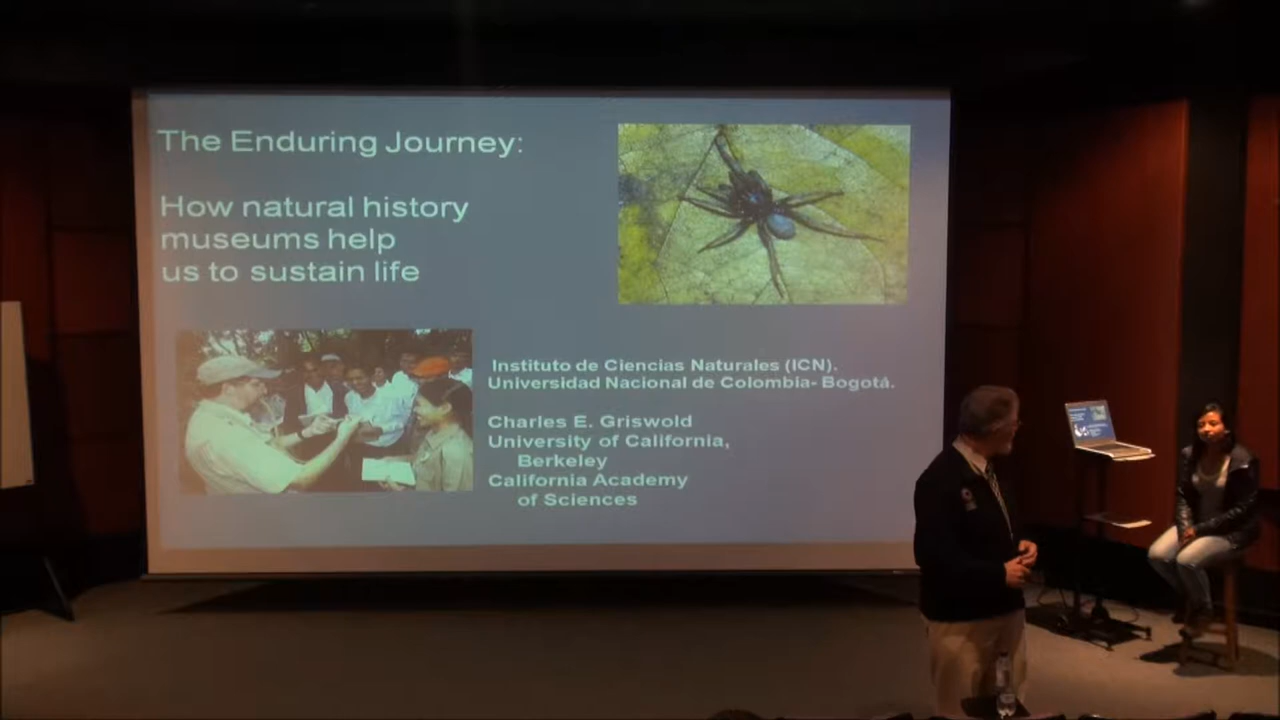 The Enduring Journey:
How natural history
museums help
us to sustain life
Instituto de Ciencias Naturales (ICN).
Universidad Nacional de Colombia- Bogotá.
Charles E. Griswold
University of California,
Berkeley
California Academy
of Sciences